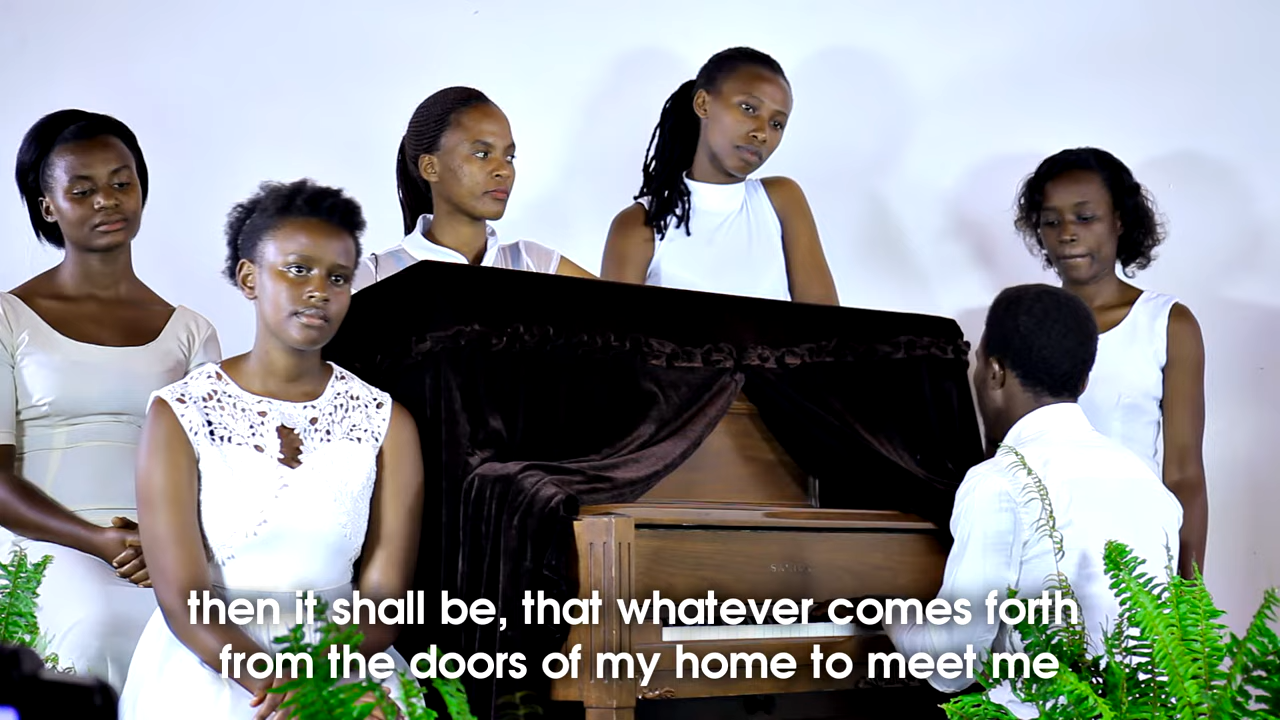 then it shall be, that whatever comes forth
from the doors of my home to meet me